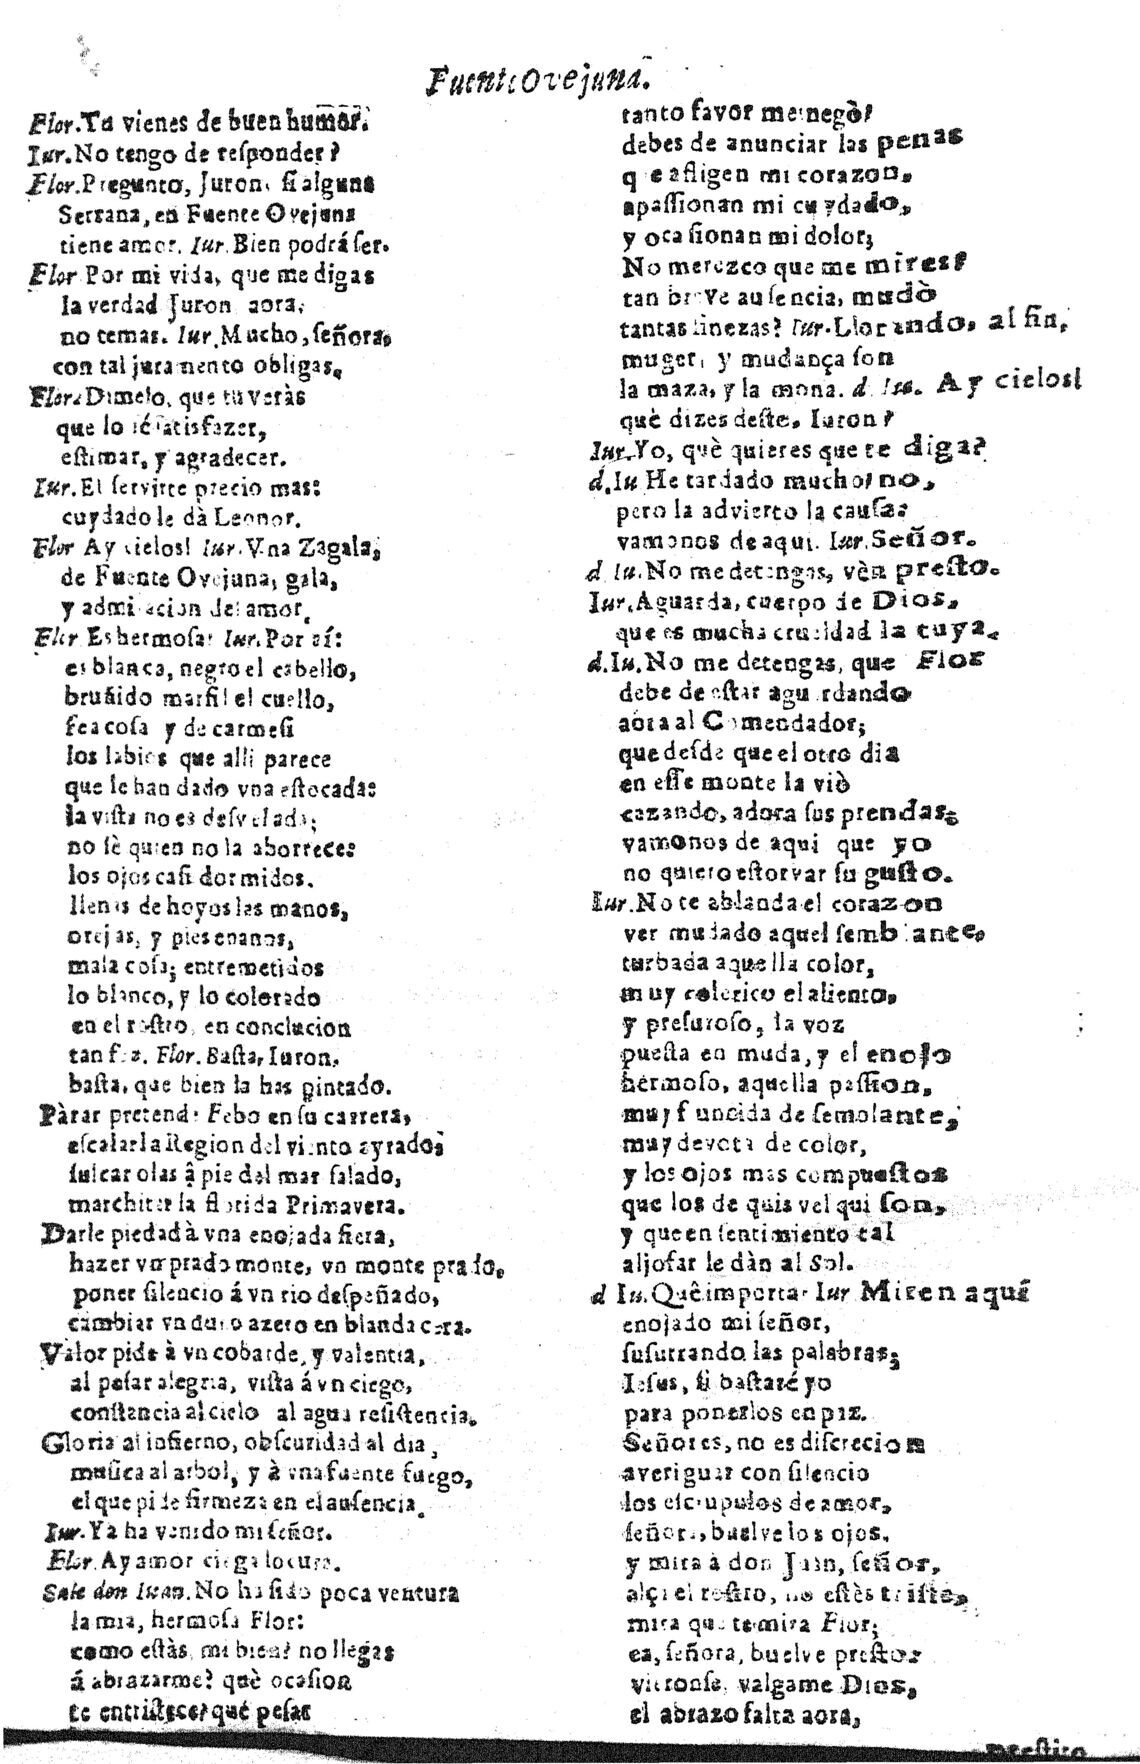 Fuente Ovejuna.
Flor. Tu vienes de buen humor.
Iur. No tengo de reſponder?
Flor. Pregunto, Juron, ſi alguna
Serrana, en Fuente Ovejuna
tiene amor. Iur. Bien podrá ſer.
Flor. Por mi vida, que me digas
la verdad Juron aora,
no temas. Iur. Mucho, ſeñora,
con tal juramento obligas.
Flor. Dimelo, que tu veràs
que lo ſé ſatisfazer,
eſtimar, y agradecer.
Iur. El ſervirte precio mas:
cuydado le dà Leonor.
Flor Ay cielos! Iur. Vna Zagala,
de Fuente Ovejuna, gala,
y admiracion del amor.
Flor Es hermoſa? Iur. Por aí:
es blanca, negro el cabello,
bruñido marfil el cuello,
fea coſa y de carmeſi
los labios que alli parece
que le han dado vna eſtocada:
la viſta no es deſvelada;
no ſè quien no la aborrece:
los ojos caſi dormidos.
llenas de hoyos las manos,
orejas, y pies enanos,
mala coſa; entremetidos
lo blanco, y lo colorado
en el roſtro, en conclucion
tan fea. Flor. Baſta, Iuron,
baſta, que bien la has pintado.
Pàrar pretende Febo en ſu carrera,
eſcalar la Region del viento ayrado;
ſulcar olas â pie del mar ſalado,
marchitar la florida Primavera.
Darle piedad à vna enojada fiera,
hazer vn prado monte, vn monte prado,
poner ſilencio á vn rio deſpeñado,
cambiar vn duro azero en blanda cera.
Valor pide à vn cobarde, y valentia,
al peſar alegria, viſta á vn ciego,
conſtancia al cielo al agua reſiſtencia.
Gloria al infierno, obſcuridad al dia,
muſica al arbol, y à vna fuente fuego,
el que pide firmeza en el auſencia.
Iur. Ya ha venido mi ſeñor.
Flor. Ay amor ciega locura.
Sale don Iuan. No ha ſido poca ventura
la mia, hermoſa Flor:
como eſtàs, mi bien? no llegas
á abrazarme? què ocaſion
te entriſtece? què peſar
tanto favor me negò?
debes de anunciar las penas
que afligen mi corazon,
apaſſionan mi cuydado,
y ocaſionan mi dolor;
No merezco que me mires?
tan breve auſencia, mudò
tantas finezas? Iur. Llorando, al fin,
muger, y mudança ſon
la maza, y la mona. d Iua. Ay cielos!
què dizes deſte, Iuron?
Iur. Yo, què quieres que te diga?
d. Iu He tardado mucho? no,
pero la advierto la cauſa:
vamonos de aqui. Iur. Señor.
d Iu. No me detengas, vèn preſto.
Iur. Aguarda, cuerpo de Dios,
que es mucha crueldad la tuya.
d. Iu. No me detengas, que Flor
debe de eſtar aguardando
aora al Comendador;
que deſde que el otro dia
en eſſe monte la viò
cazando, adora ſus prendas,
vamonos de aqui que yo
no quiero eſtorvar ſu guſto.
Iur. No te ablanda el corazon
ver mudado aquel ſemblante,
turbada aquella color,
muy colerico el aliento,
y preſuroſo, la voz
pueſta en muda, y el enojo
hermoſo, aquella paſſion,
muy fruncida de ſemblante,
muy devota de color,
y los ojos mas compueſtos
que los de quis vel qui ſon,
y que en ſentimiento tal
aljofar le dàn al Sol.
d Iu. Quê importa? Iur Miren aqui
enojado mi ſeñor,
ſuſurrando las palabras;
Ieſus, ſi baſtaré yo
para ponerlos en paz.
Señores, no es diſcrecion
averiguar con ſilencio
los eſcrupulos de amor,
ſeñora, buelve los ojos,
y mira à don Juan, ſeñor,
alça el roſtro, no eſtès triſte,
mira que te mira Flor;
ea, ſeñora, buelve preſto:
vieronſe, valgame Dios,
el abrazo falta aora,
preſtito